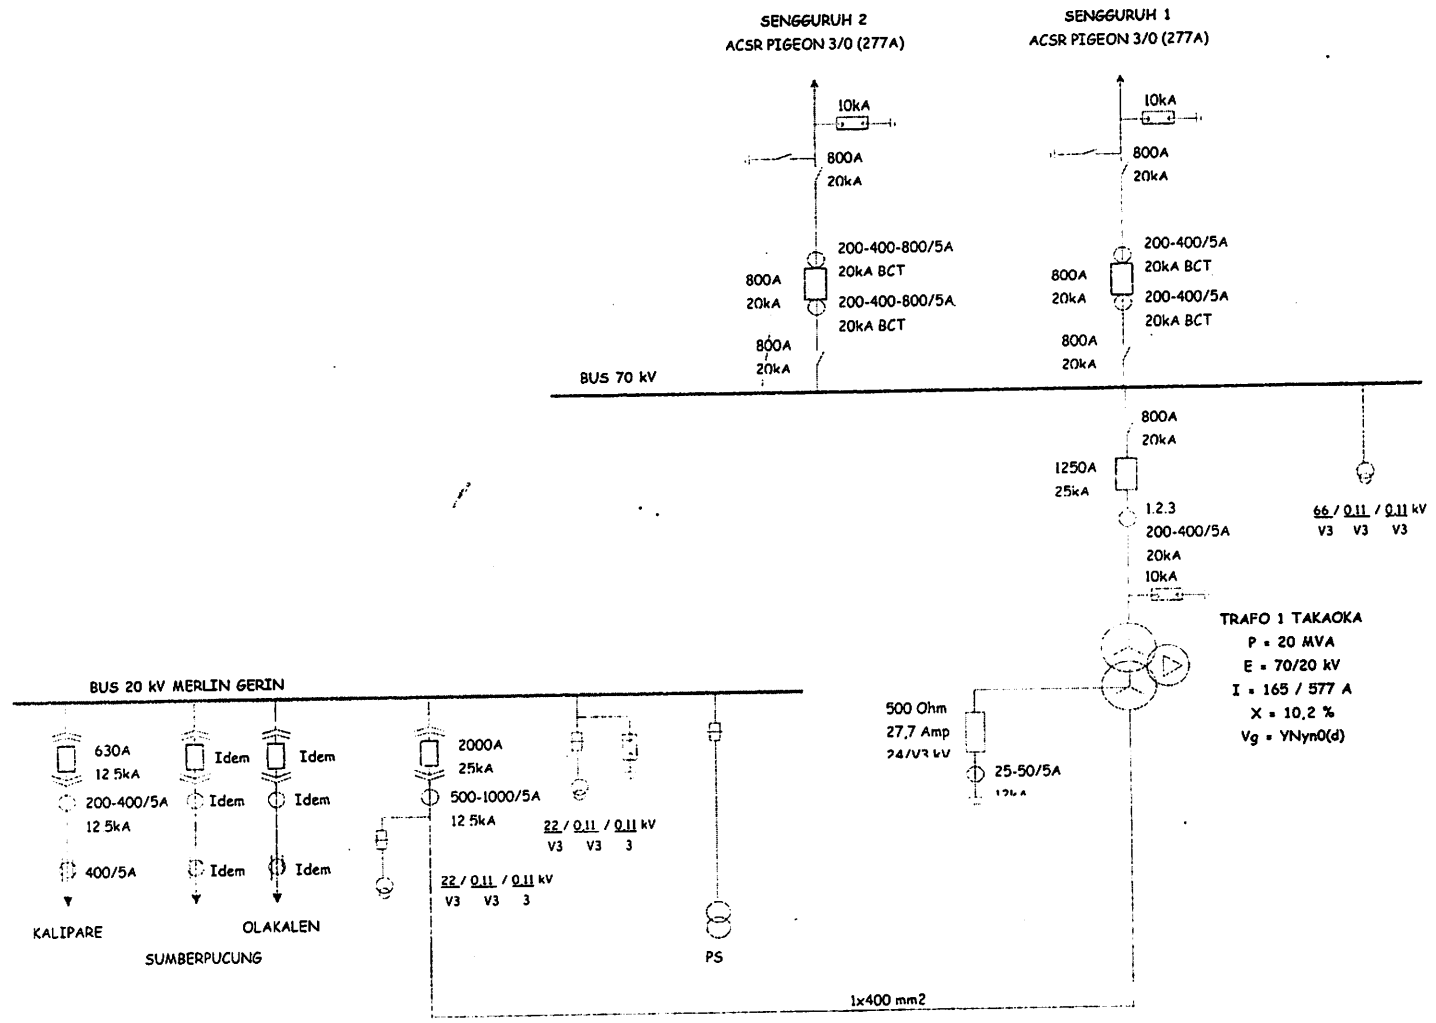 SENGGURUH 2
ACSR PIGEON 3/0 (277A)
SENGGURUH 1
ACSR PIGEON 3/0 (277A)
10kA
10kA
800A
20kA
800A
20kA
200-400-800/5A
20kA BCT
800A
20kA
200-400-800/5A
20kA BCT
200-400/5A
20kA BCT
800A
20kA
200-400/5A
20kA BCT
800A
20kA
800A
20kA
BUS 70 kV
800A
20kA
1250A
25kA
1.2.3
200-400/5A
20kA
10kA
66 / 0.11 / 0.11 kV
V3 V3 V3
TRAFO 1 TAKAOKA
P = 20 MVA
E = 70/20 kV
I = 165 / 577 A
X = 10,2 %
Vg = YNyn0(d)
500 Ohm
27,7 Amp
24/V3 kV
25-50/5A
12kA
BUS 20 kV MERLIN GERIN
630A
12 5kA
Idem
Idem
2000A
25kA
200-400/5A
12 5kA
Idem
Idem
500-1000/5A
12 5kA
22 / 0.11 / 0.11 kV
V3 V3 3
400/5A
Idem
Idem
22 / 0.11 / 0.11 kV
V3 V3 3
KALIPARE
SUMBERPUCUNG
OLAKALEN
PS
1x400 mm2